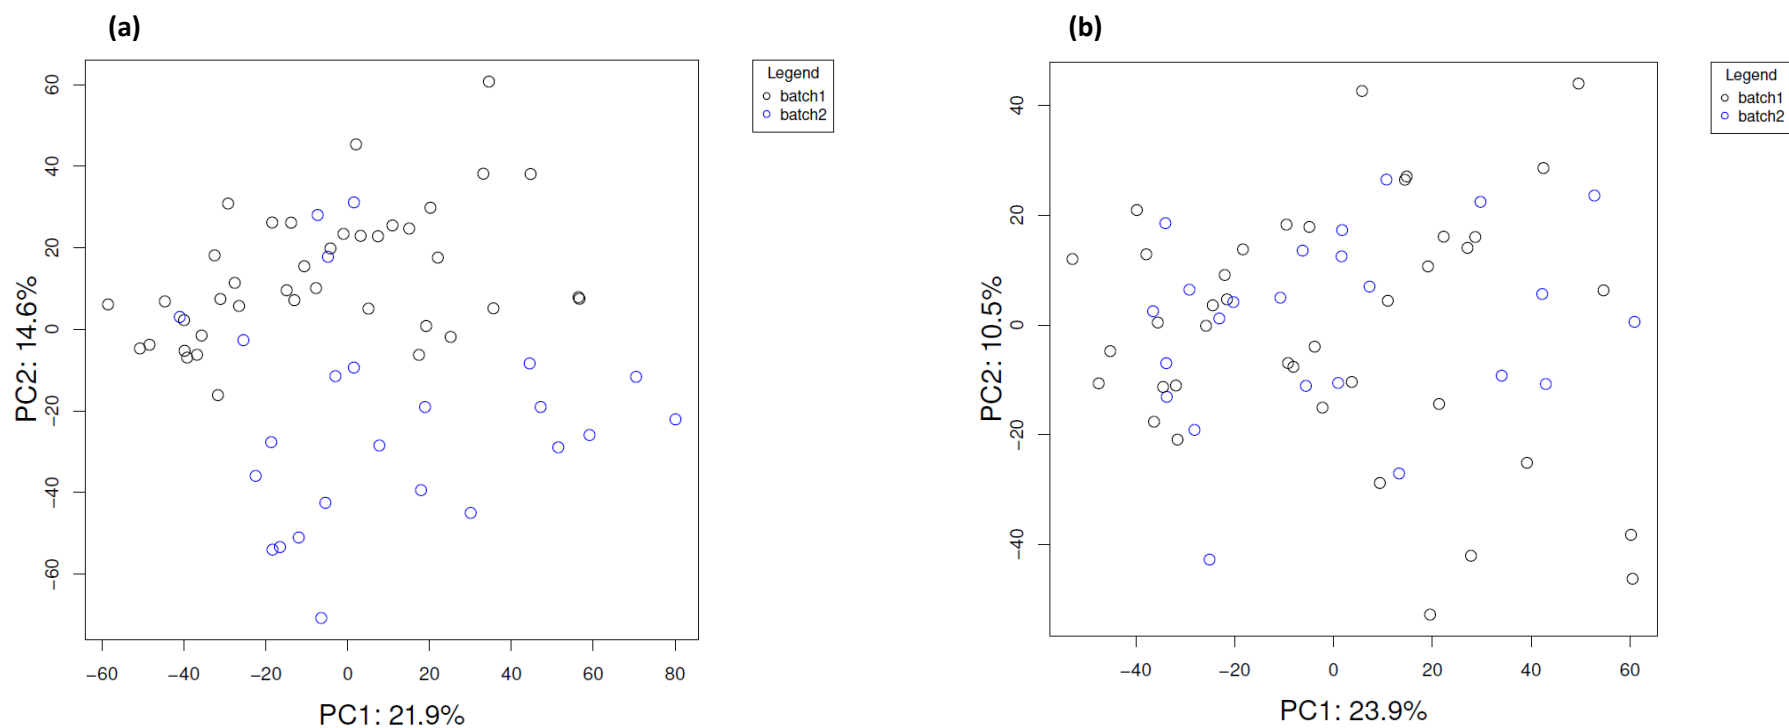 (a)
Legend
batch1
batch2
60
40
20
0
−20
−40
−60
PC2: 14.6%
−60 −40 −20 0 20 40 60 80
PC1: 21.9%
(b)
Legend
batch1
batch2
40
20
0
−20
−40
PC2: 10.5%
−40 −20 0 20 40 60
PC1: 23.9%